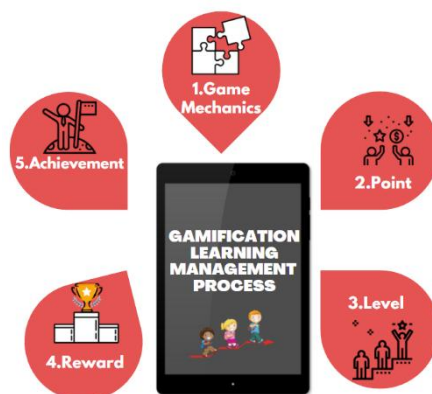 1.Game
Mechanics
2.Point
3.Level
4.Reward
5.Achievement
GAMIFICATION
LEARNING
MANAGEMENT
PROCESS